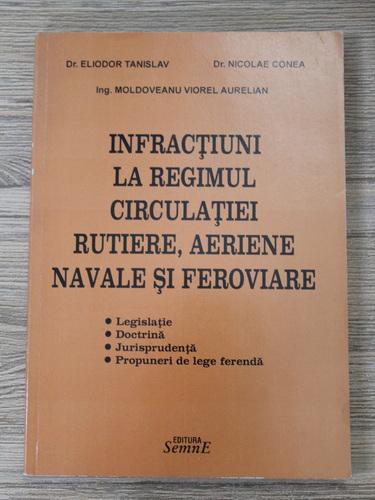 Dr. ELIODOR TANISLAV Dr. NICOLAE CONEA
Ing. MOLDOVEANU VIOREL AURELIAN
INFRACŢIUNI
LA REGIMUL
CIRCULAŢIEI
RUTIERE, AERIENE
NAVALE ŞI FEROVIARE
• Legislaţie
• Doctrină
• Jurisprudenţă
• Propuneri de lege ferendă
EDITURA
SemnE